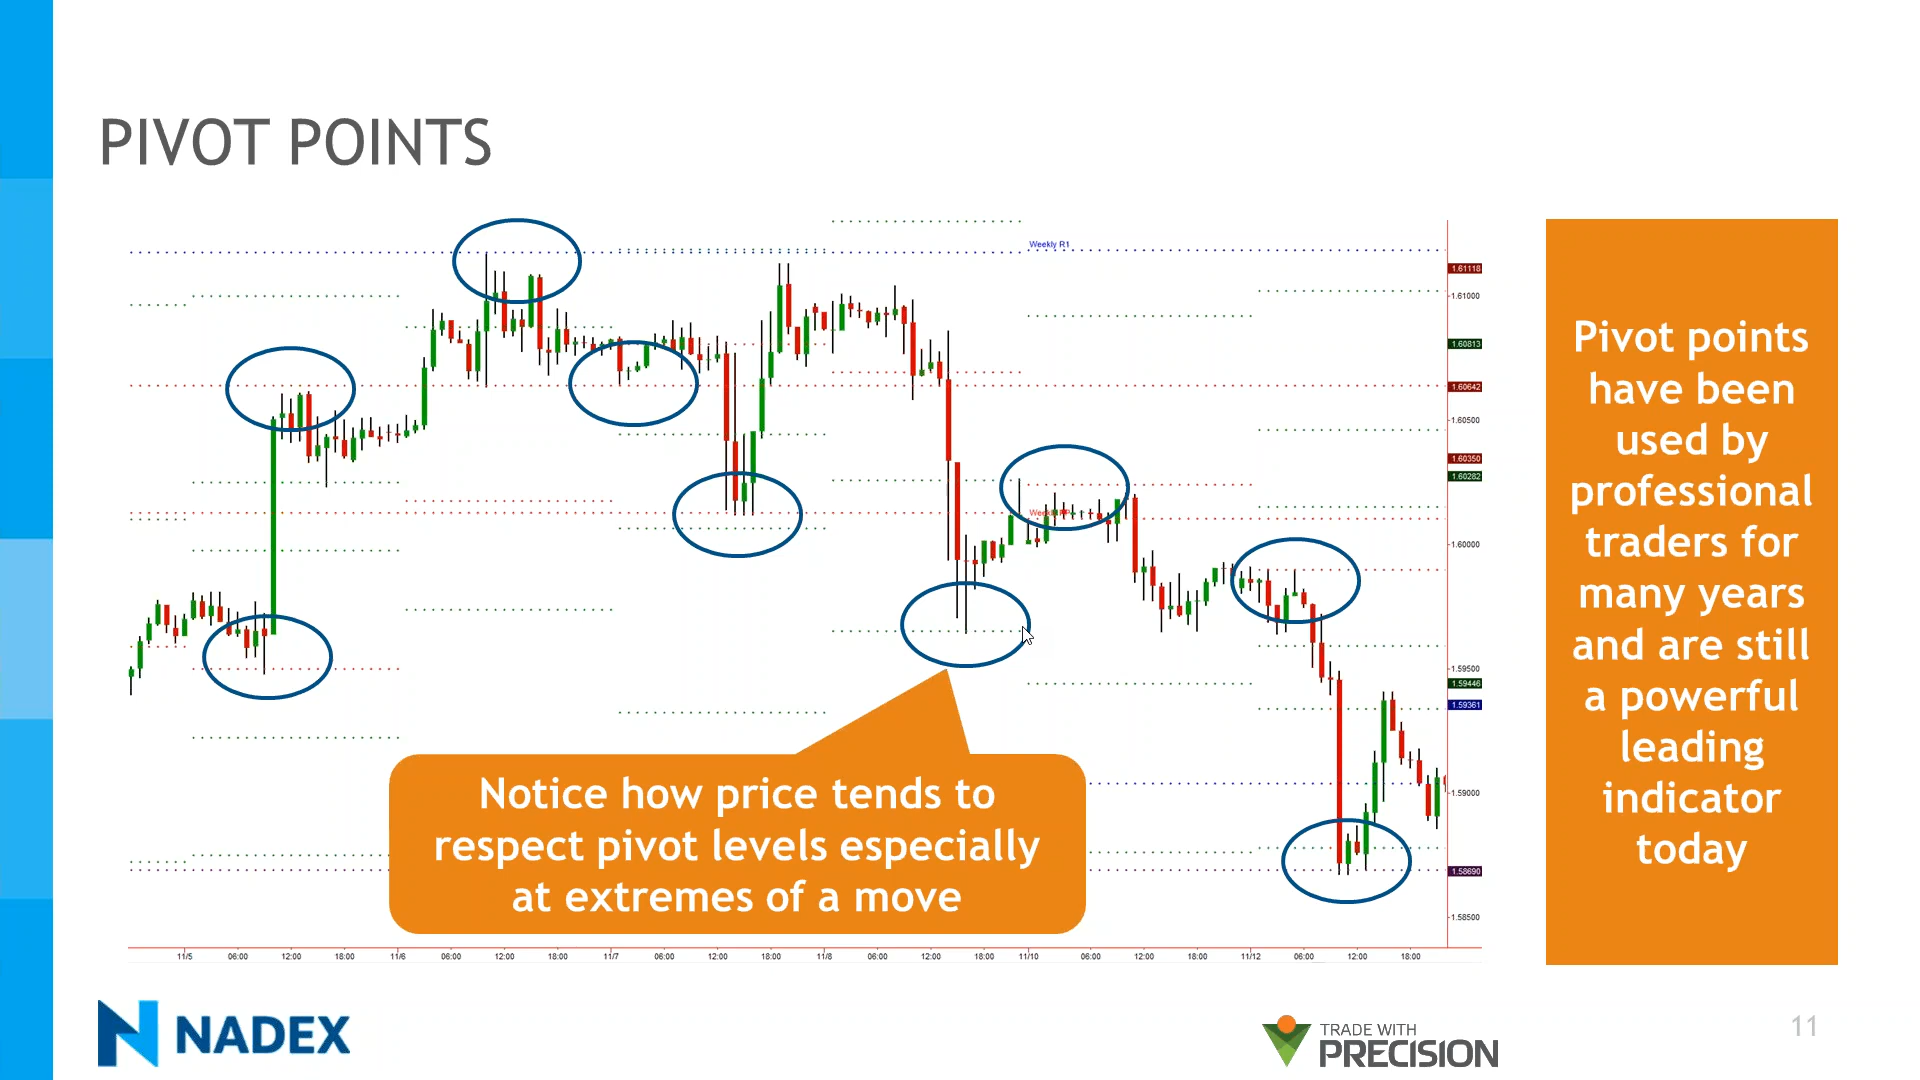 PIVOT POINTS
Weekly R1
1.61118
1.61000
1.60813
1.60642
1.60500
1.60350
1.60282
1.60000
1.59500
1.59446
1.59361
1.59000
1.58690
1.58500
11/5 06:00 12:00 18:00 11/6 06:00 12:00 18:00 11/7 06:00 12:00 18:00 11/8 06:00 12:00 18:00 11/10 06:00 12:00 18:00 11/12 06:00 12:00 18:00
Notice how price tends to
respect pivot levels especially
at extremes of a move
Pivot points
have been
used by
professional
traders for
many years
and are still
a powerful
leading
indicator
today
NADEX
TRADE WITH
PRECISION
11